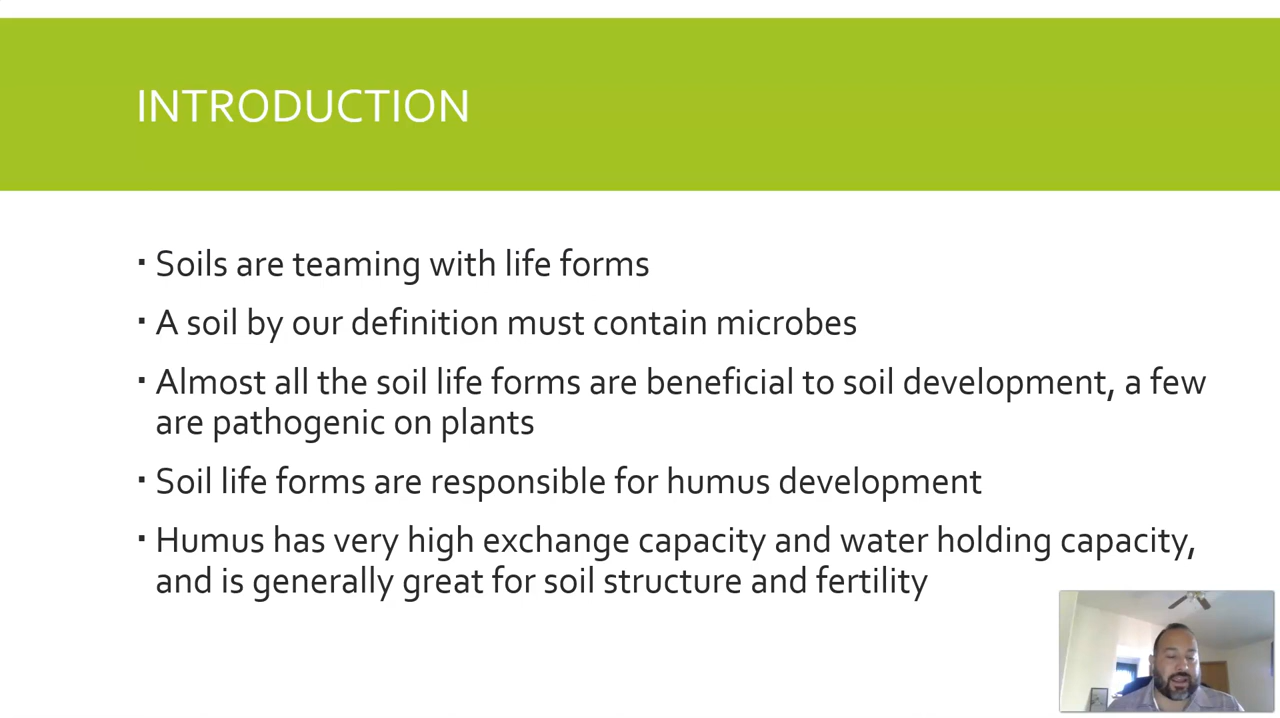 INTRODUCTION
▪ Soils are teaming with life forms
▪ A soil by our definition must contain microbes
▪ Almost all the soil life forms are beneficial to soil development, a few
are pathogenic on plants
▪ Soil life forms are responsible for humus development
▪ Humus has very high exchange capacity and water holding capacity,
and is generally great for soil structure and fertility